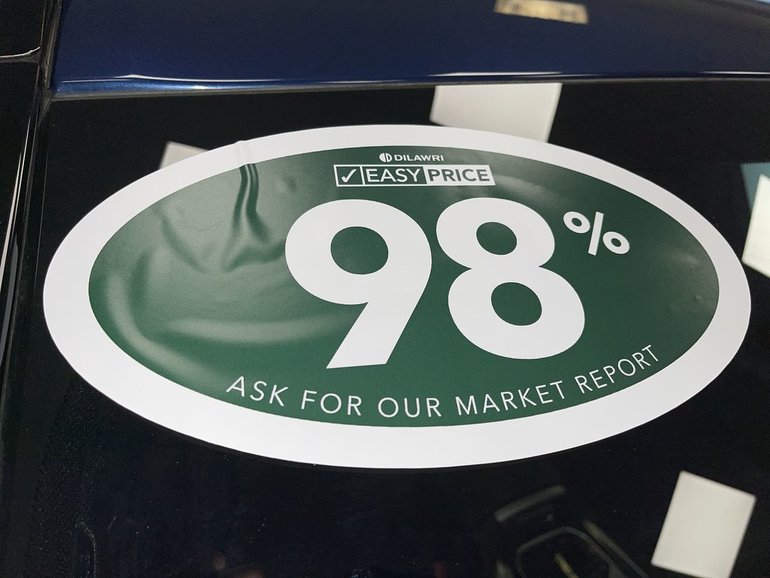 DILAWRI
✓ EASY PRICE
98%
ASK FOR OUR MARKET REPORT